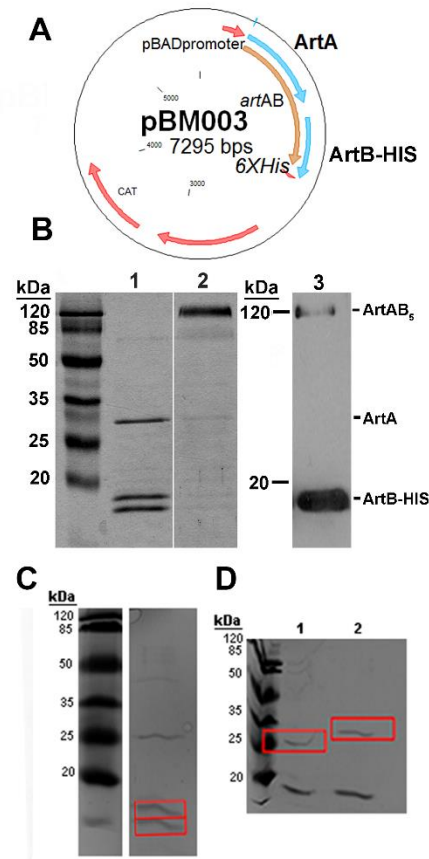 A
pBADpromoter
ArtA
artAB
5000
pBM003
7295 bps
4000
3000
6XHis
ArtB-HIS
CAT
B
kDa
1
2
kDa
3
120
85
50
35
25
20
120
20
ArtAB5
ArtA
ArtB-HIS
C
kDa
120
85
50
35
25
20
D
kDa
1
2
120
85
50
35
25
20